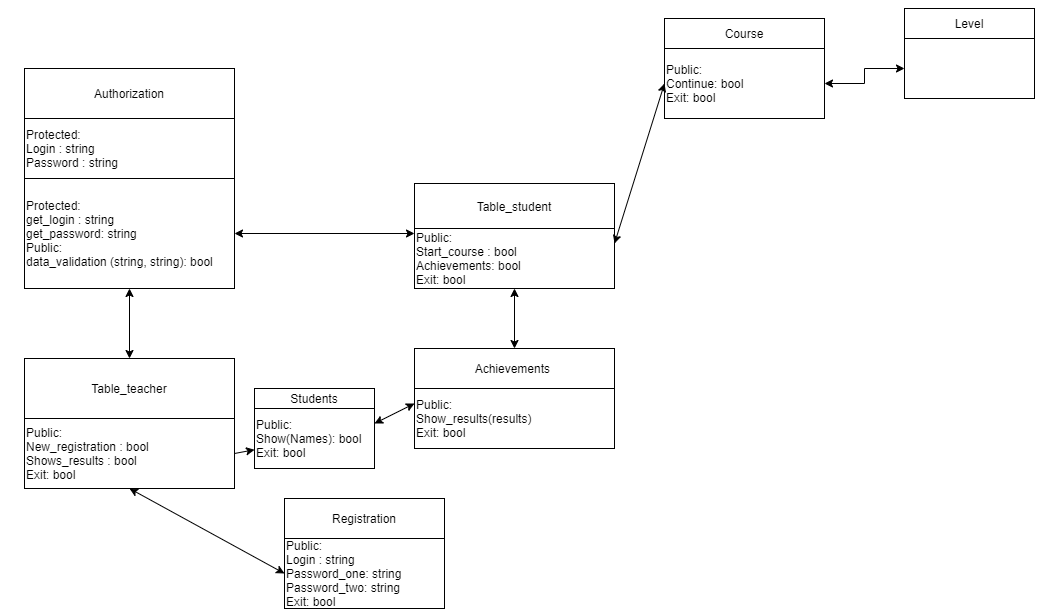 Authorization
Protected:
Login : string
Password : string
Protected:
get_login : string
get_password: string
Public:
data_validation (string, string): bool
Table_student
Public:
Start_course : bool
Achievements: bool
Exit: bool
Course
Public:
Continue: bool
Exit: bool
Level
Table_teacher
Public:
New_registration : bool
Shows_results : bool
Exit: bool
Students
Public:
Show(Names): bool
Exit: bool
Achievements
Public:
Show_results(results)
Exit: bool
Registration
Public:
Login : string
Password_one: string
Password_two: string
Exit: bool